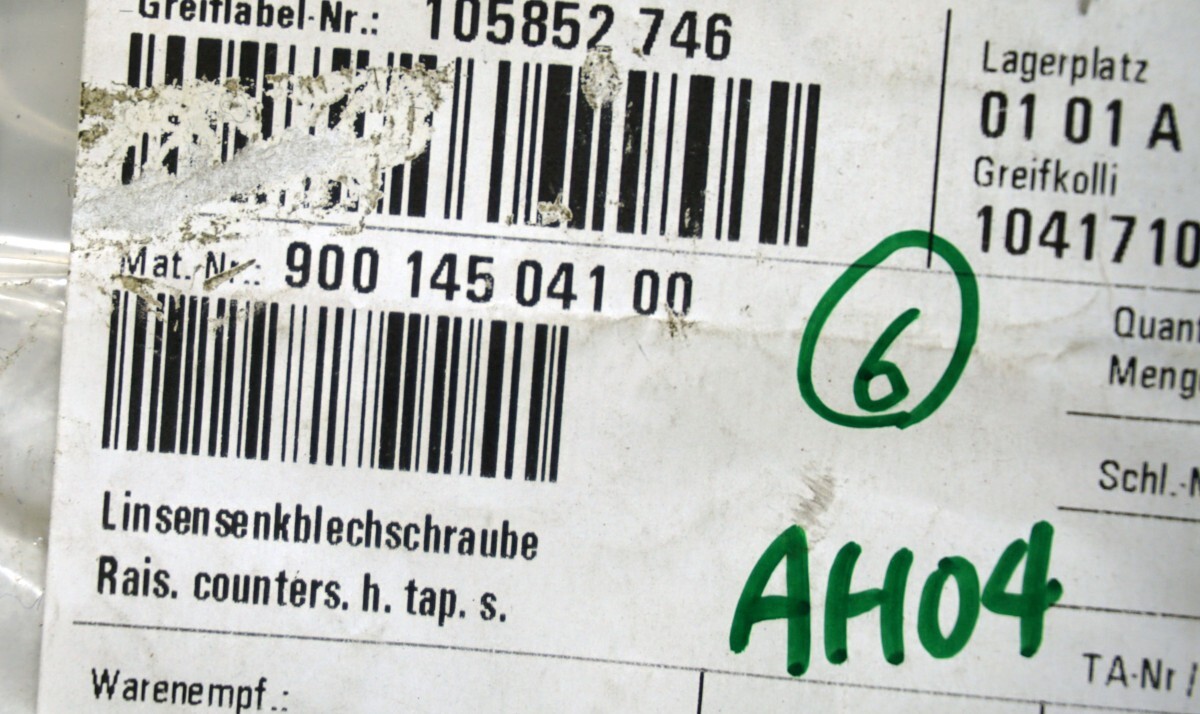 Greiflabel-Nr.: 105852 746
Mat.-Nr.: 900 145 041 00
Linsensenkblechschraube
Rais. counters. h. tap. s.
Warenempf.:
Lagerplatz
01 01 A
Greifkolli
1041710
6
Quan
Meng
Schl.-N
AH04
TA-Nr /